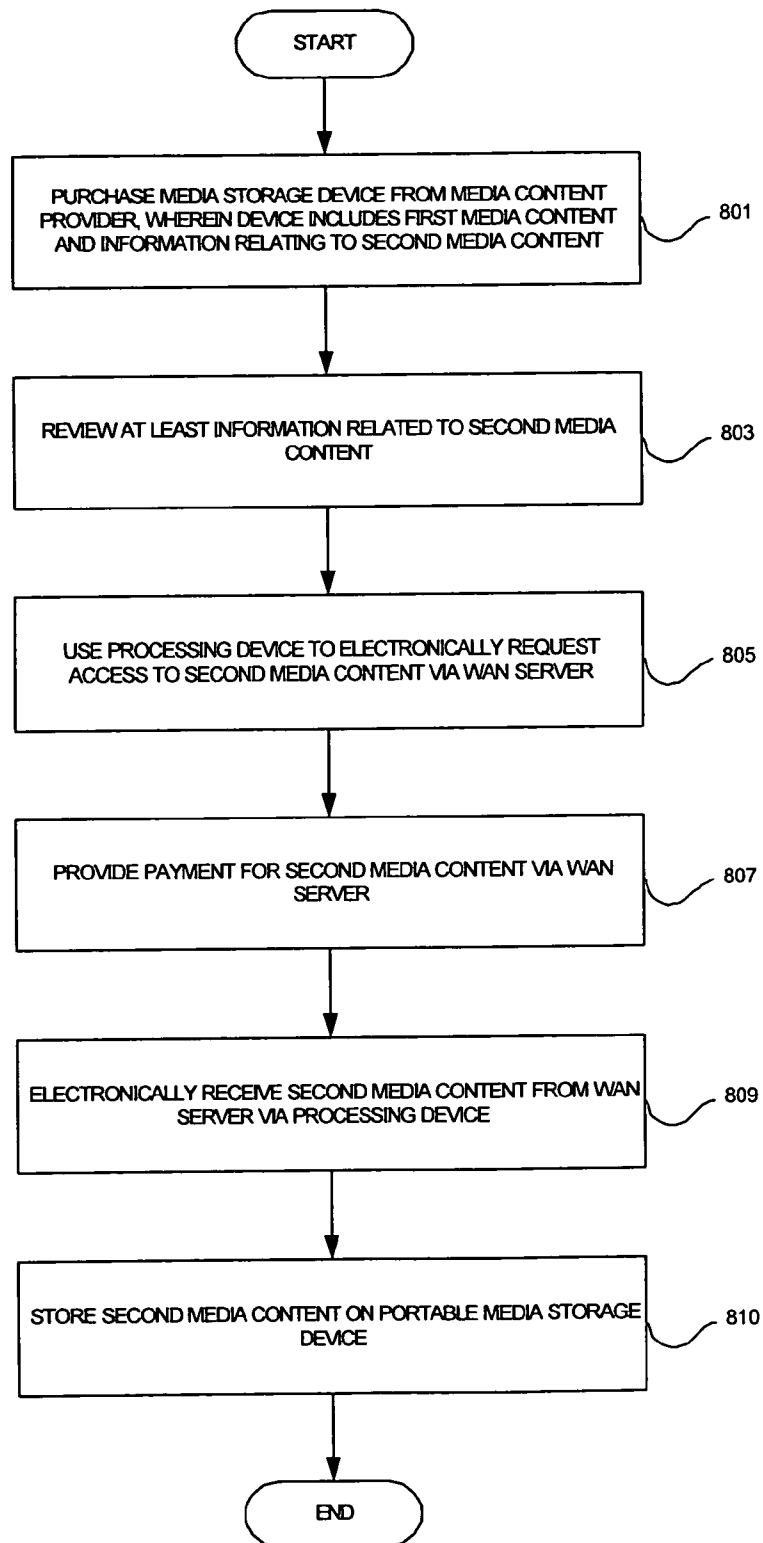 START
PURCHASE MEDIA STORAGE DEVICE FROM MEDIA CONTENT
PROVIDER, WHEREIN DEVICE INCLUDES FIRST MEDIA CONTENT
AND INFORMATION RELATING TO SECOND MEDIA CONTENT
801
REVIEW AT LEAST INFORMATION RELATED TO SECOND MEDIA
CONTENT
803
USE PROCESSING DEVICE TO ELECTRONICALLY REQUEST
ACCESS TO SECOND MEDIA CONTENT VIA WAN SERVER
805
PROVIDE PAYMENT FOR SECOND MEDIA CONTENT VIA WAN
SERVER
807
ELECTRONICALLY RECEIVE SECOND MEDIA CONTENT FROM WAN
SERVER VIA PROCESSING DEVICE
809
STORE SECOND MEDIA CONTENT ON PORTABLE MEDIA STORAGE
DEVICE
810
END